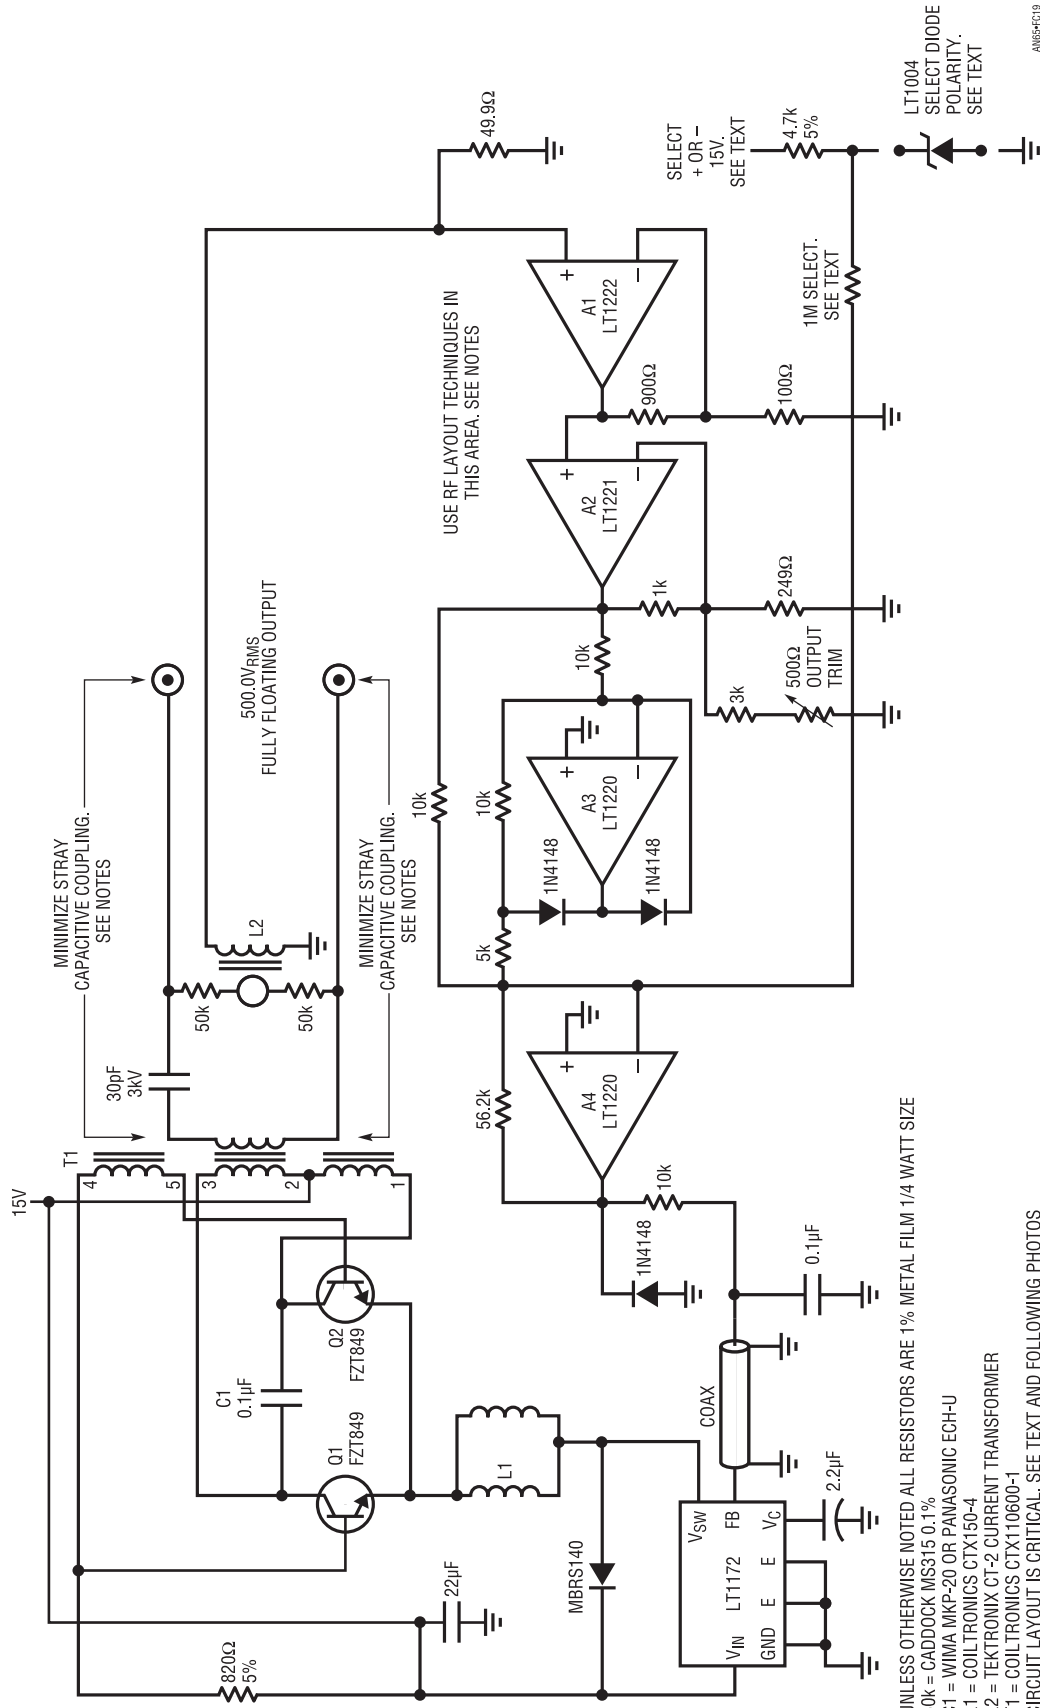 15V
T1
4
5
3
2
1
MINIMIZE STRAY
CAPACITIVE COUPLING.
SEE NOTES
30pF
3kV
50k
50k
L2
500.0VRMS
FULLY FLOATING OUTPUT
MINIMIZE STRAY
CAPACITIVE COUPLING.
SEE NOTES
820Ω
5%
C1
0.1µF
Q1
FZT849
Q2
FZT849
22µF
L1
MBRS140
49.9Ω
USE RF LAYOUT TECHNIQUES IN
THIS AREA. SEE NOTES
+
–
A1
LT1222
900Ω
100Ω
+
–
A2
LT1221
1k
249Ω
3k
500Ω
OUTPUT
TRIM
10k
10k
10k
+
–
A3
LT1220
1N4148
1N4148
5k
56.2k
+
–
A4
LT1220
10k
1N4148
0.1µF
COAX
VSW
FB
VC
VIN
LT1172
GND
E
E
2.2µF
SELECT
+ OR –
15V.
SEE TEXT
4.7k
5%
1M SELECT.
SEE TEXT
LT1004
SELECT DIODE
POLARITY.
SEE TEXT
OTHERWISE NOTED ALL RESISTORS ARE 1% METAL FILM 1/4 WATT SIZE
= CADDOCK MS315 0.1%
= WIMA MKP-20 OR PANASONIC ECH-U
= COILTRONICS CTX150-4
= TEKTRONIX CT-2 CURRENT TRANSFORMER
= COILTRONICS CTX110600-1
LAYOUT IS CRITICAL. SEE TEXT AND FOLLOWING PHOTOS
AN65•FC19